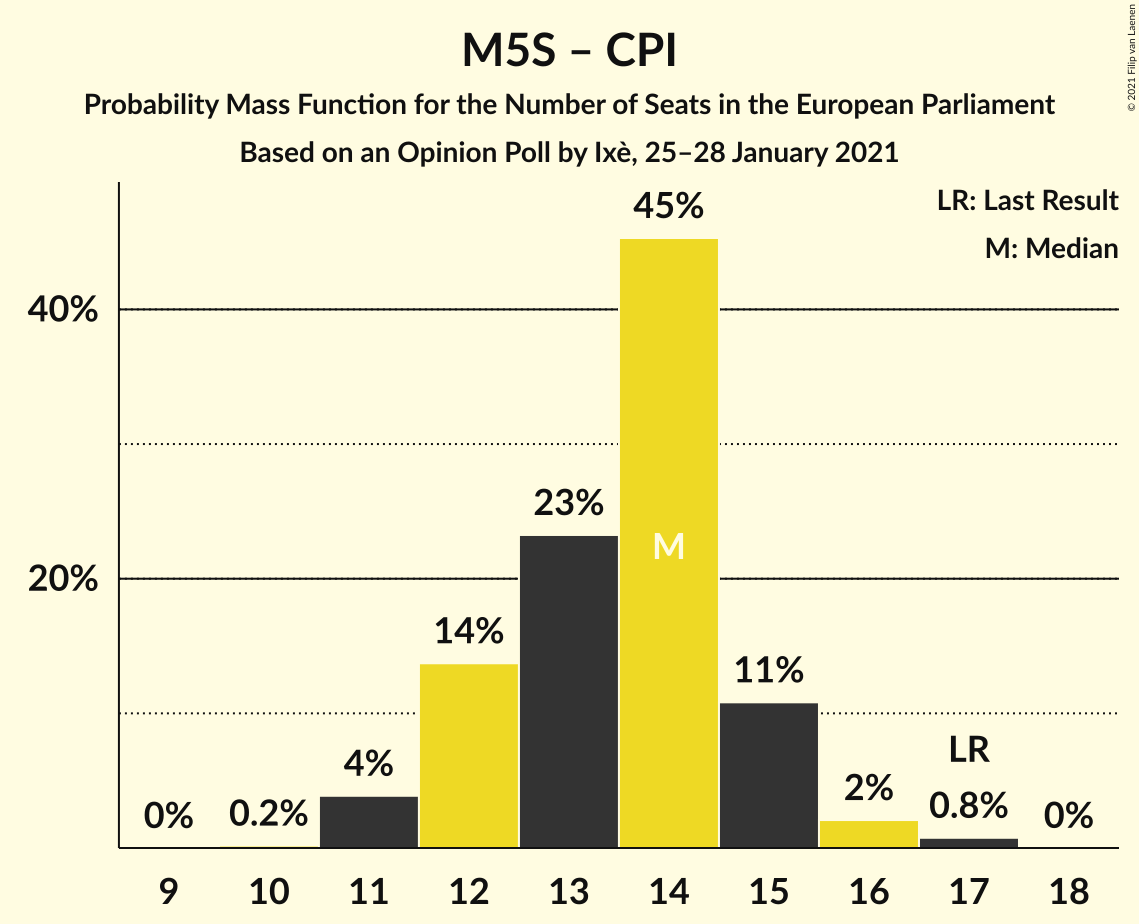 M5S – CPI
Probability Mass Function for the Number of Seats in the European Parliament
Based on an Opinion Poll by Ixè, 25–28 January 2021
© 2021 Filip van Laenen
LR: Last Result
M: Median
45%
40%
23%
M
20%
14%
11%
LR
4%
2%
0%
0.2%
0.8%
0%
9 10 11 12 13 14 15 16 17 18